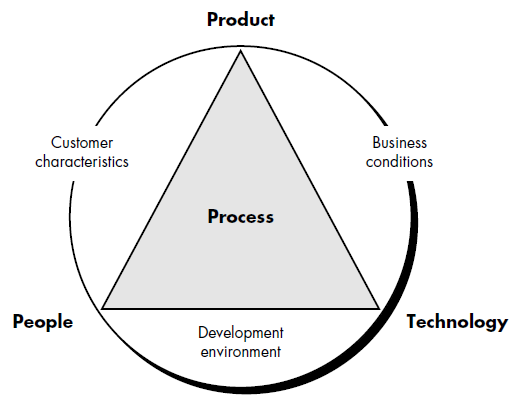 Product
Customer
characteristics
Business
conditions
Process
People
Technology
Development
environment